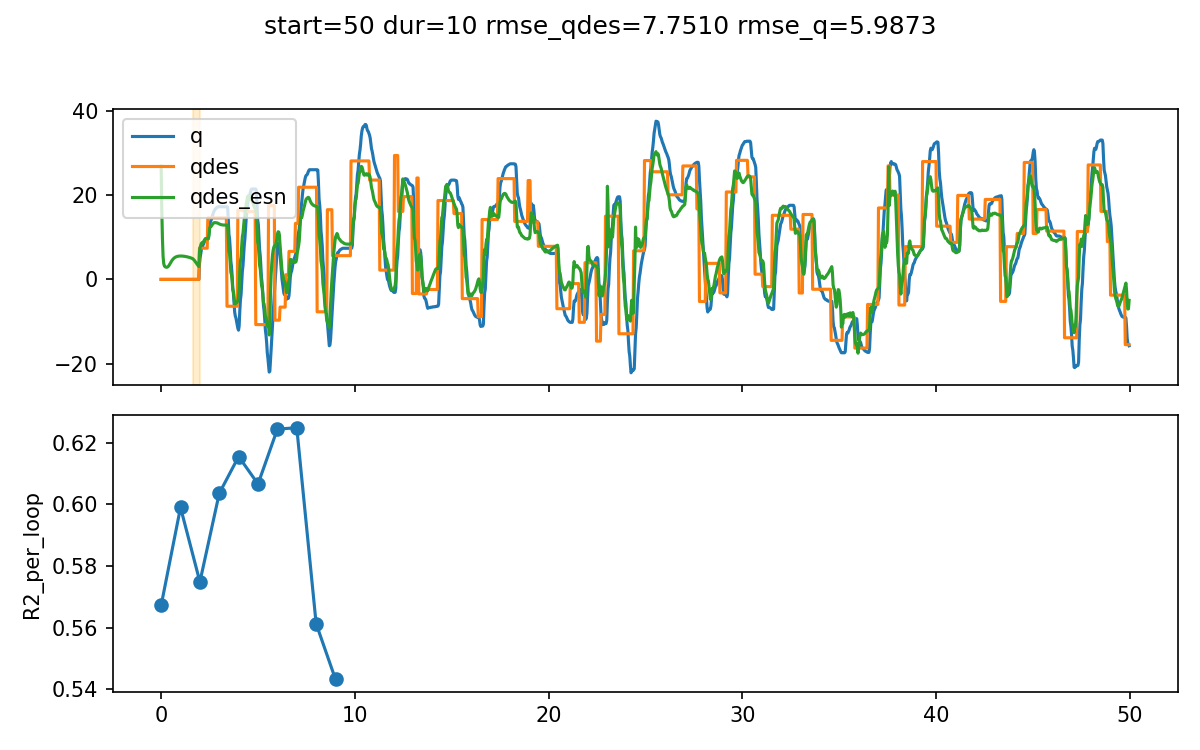 start=50 dur=10 rmse_qdes=7.7510 rmse_q=5.9873
40
20
0
−20
q
qdes
qdes_esn
R2_per_loop
0.62
0.60
0.58
0.56
0.54
0 10 20 30 40 50